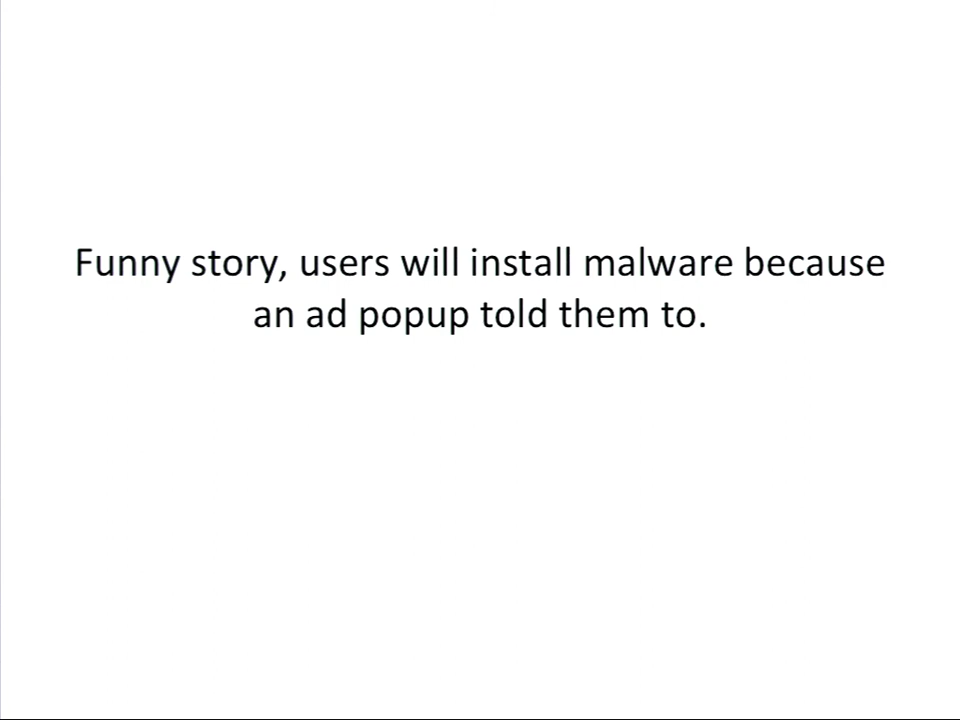 Funny story, users will install malware because
an ad popup told them to.